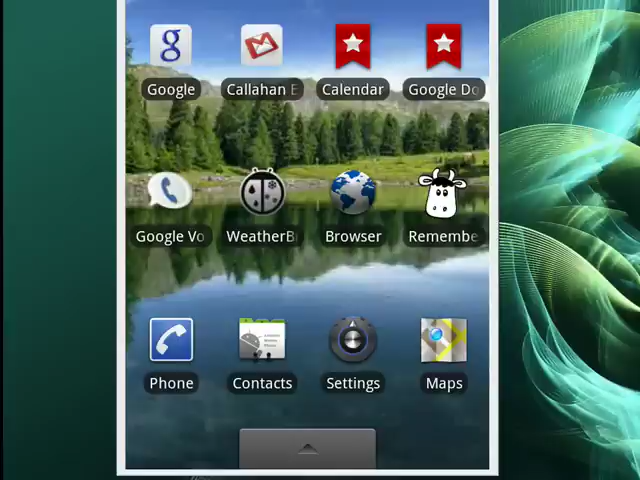 Google
Callahan E
Calendar
Google Do
Google Vo
WeatherB
Browser
Remembe
Phone
Contacts
Settings
Maps